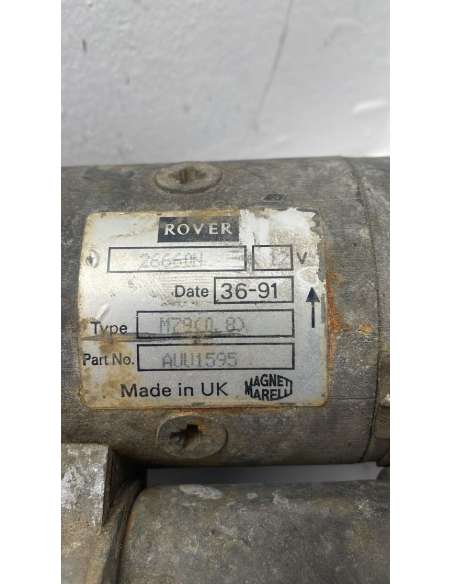 ROVER
26660N 12 V
Date 36-91
Type M79(0.8)
Part No. AUU1595
Made in UK MAGNETI MARELLI